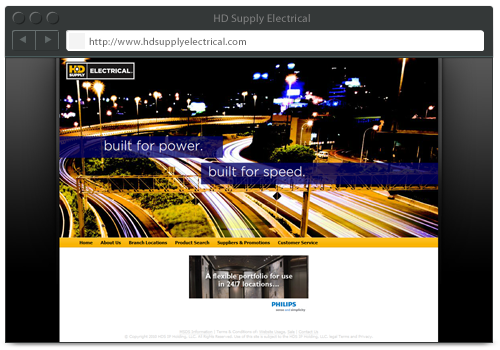 HD Supply Electrical
http://www.hdsupplyelectrical.com
HD SUPPLY ELECTRICAL.
built for power.
built for speed.
Home About Us Branch Locations Product Search Suppliers & Promotions Customer Service
A flexible portfolio for use
in 24/7 locations...
PHILIPS
sense and simplicity